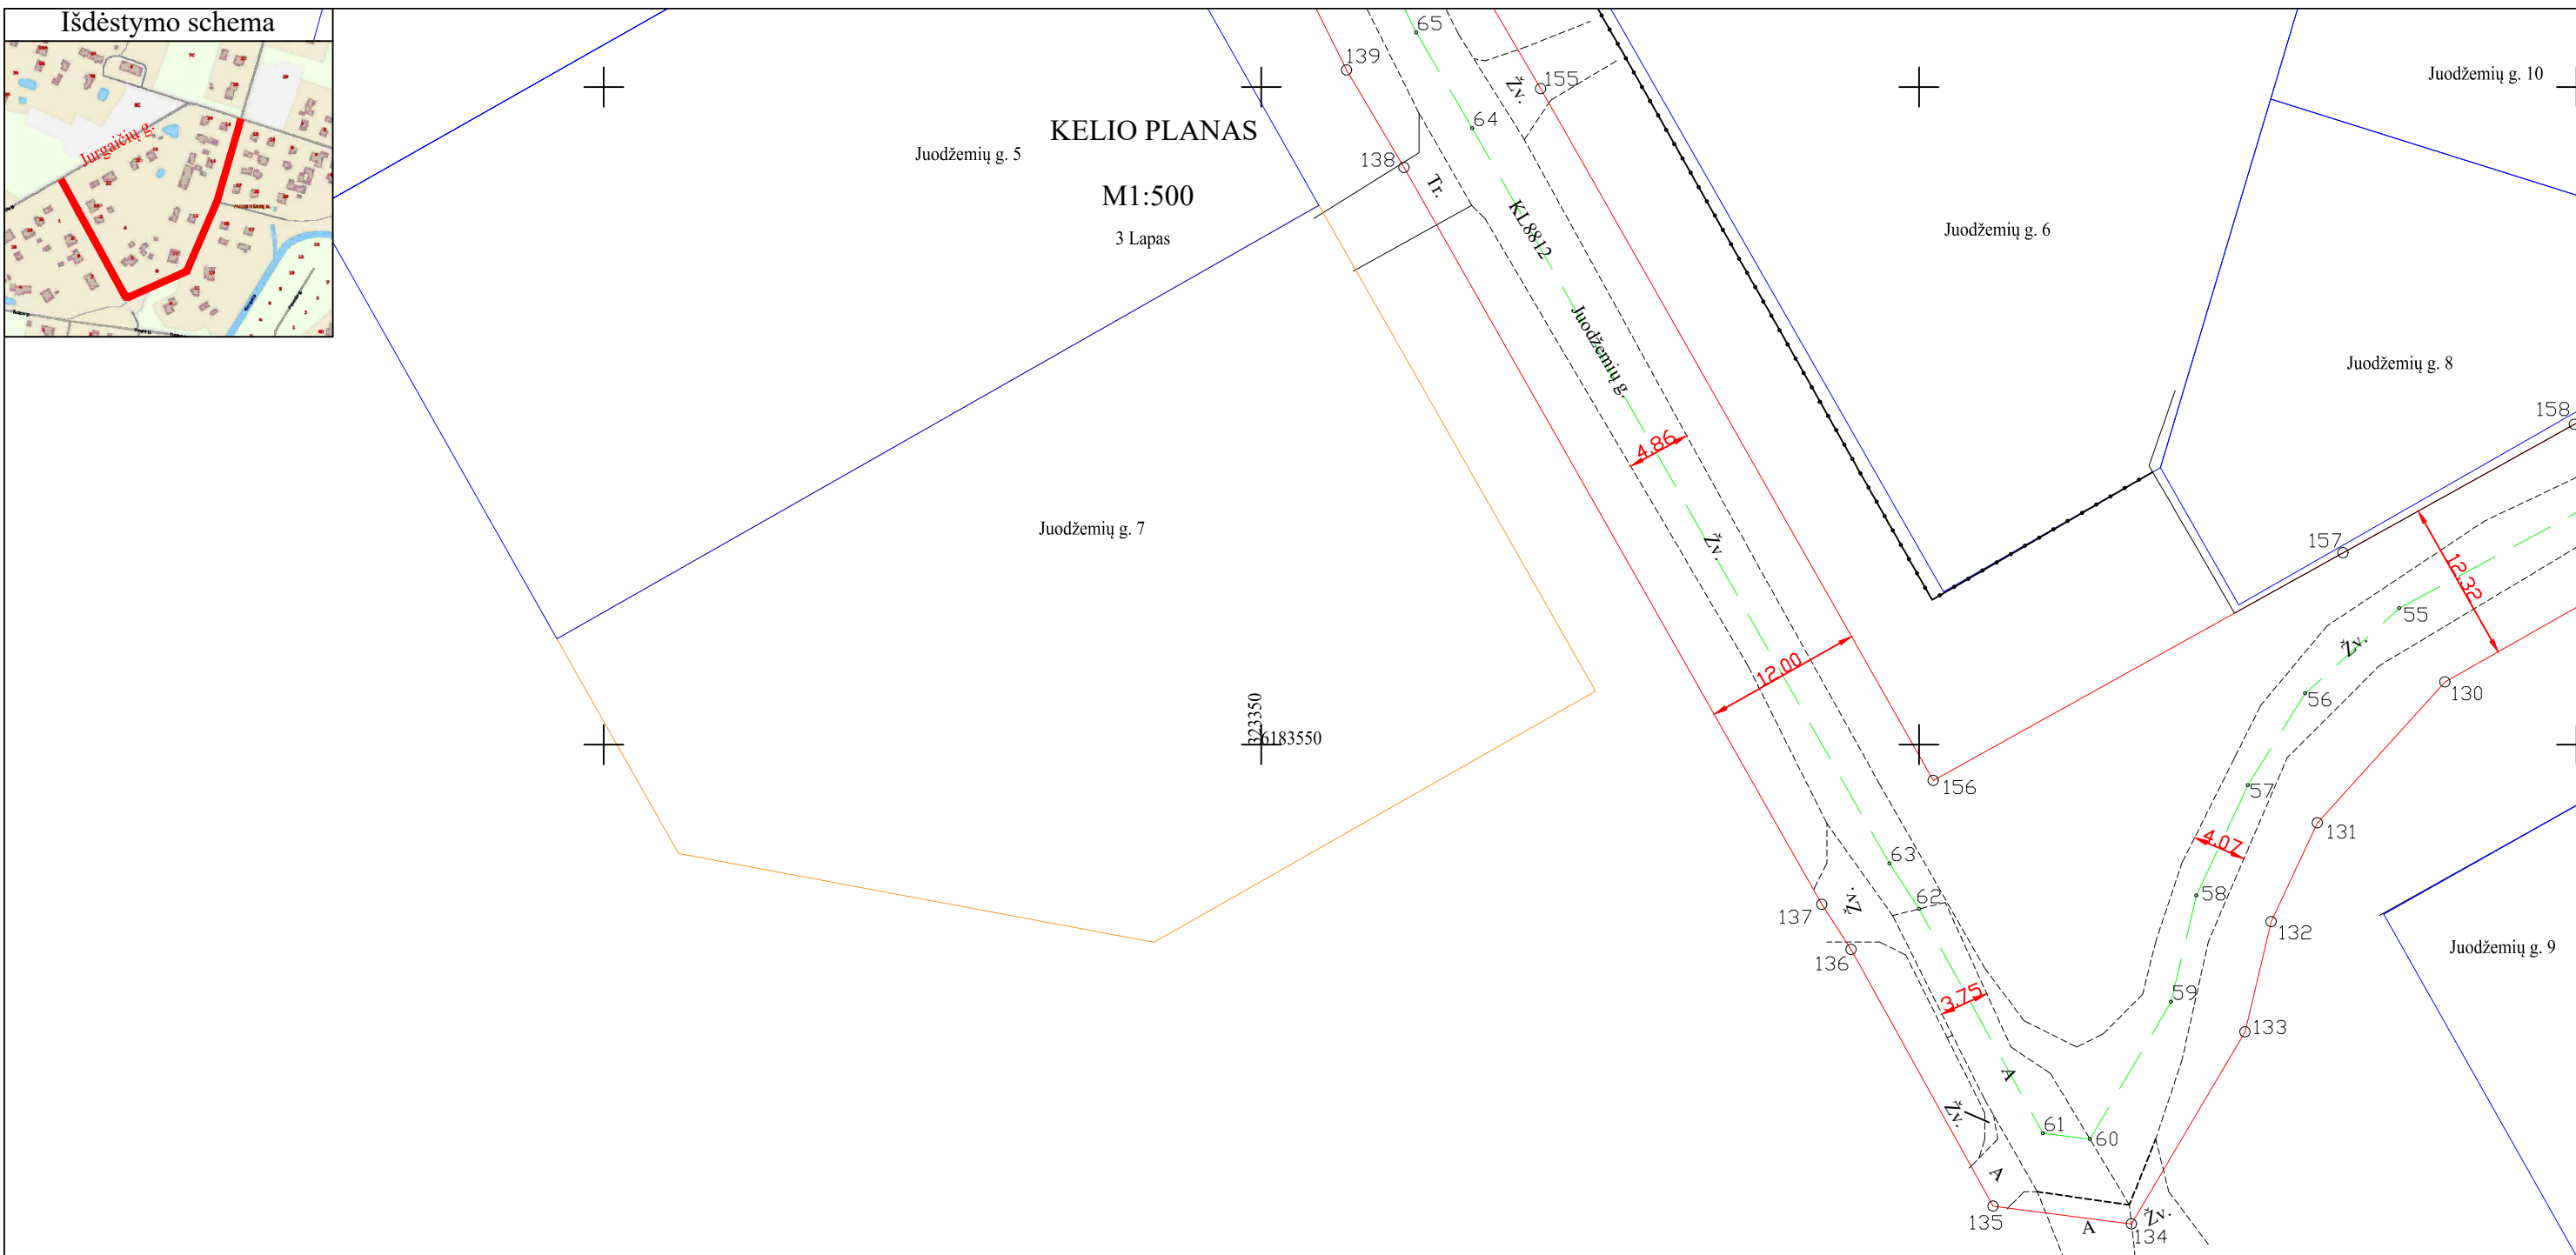 Išdėstymo schema
Jurgaičių g.
KELIO PLANAS
M1:500
3 Lapas
Juodžemių g. 5
Juodžemių g. 7
Juodžemių g. 6
Juodžemių g. 10
Juodžemių g. 8
Juodžemių g. 9
65
139
155
Žv.
64
138
Tr.
KL8812
Juodžemių g.
4.86
Žv.
12.00
158
157
12.32
55
Žv.
56
130
323350
6183550
156
57
131
4.07
63
58
62
137
Žv.
132
136
59
3.75
133
A
Žv.
61
60
A
135
A
Žv.
134